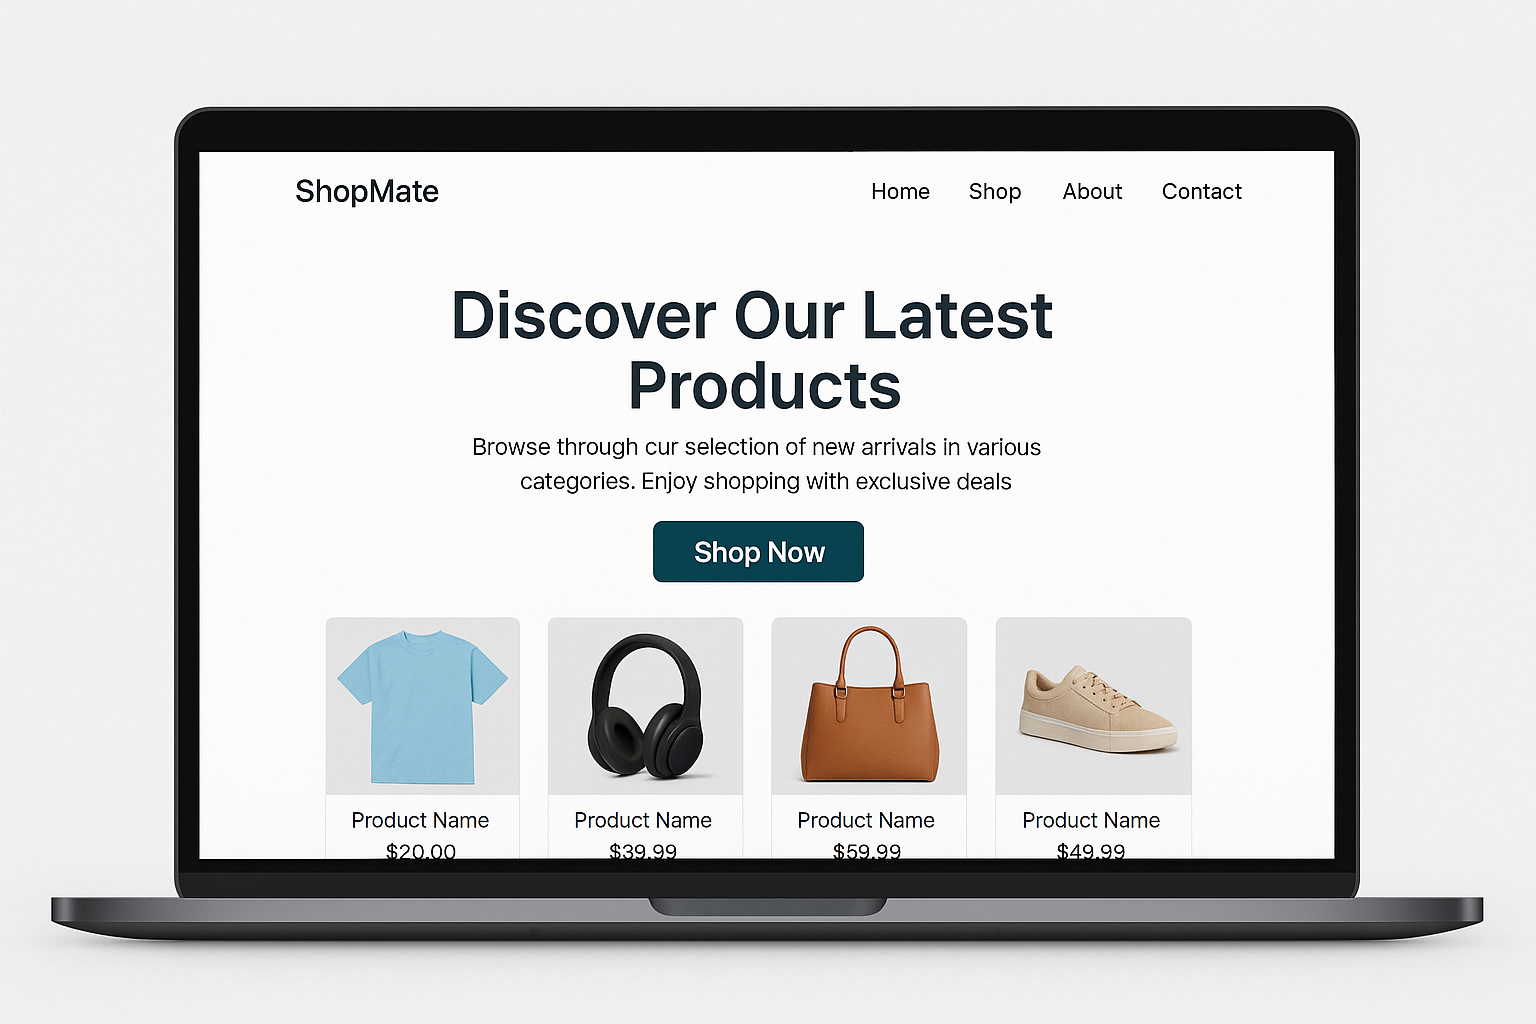 ShopMate
Home Shop About Contact
Discover Our Latest
Products
Browse through cur selection of new arrivals in various
categories. Enjoy shopping with exclusive deals
Shop Now
Product Name Product Name Product Name Product Name
$20.00 $39.99 $59.99 $49.99